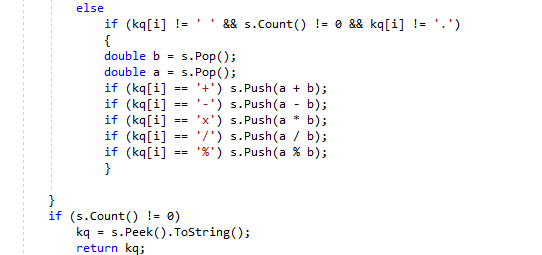 else
if (kq[i] != ' ' && s.Count() != 0 && kq[i] != '.')
{
double b = s.Pop();
double a = s.Pop();
if (kq[i] == '+') s.Push(a + b);
if (kq[i] == '-') s.Push(a - b);
if (kq[i] == 'x') s.Push(a * b);
if (kq[i] == '/') s.Push(a / b);
if (kq[i] == '%') s.Push(a % b);
}
}
if (s.Count() != 0)
kq = s.Peek().ToString();
return kq;